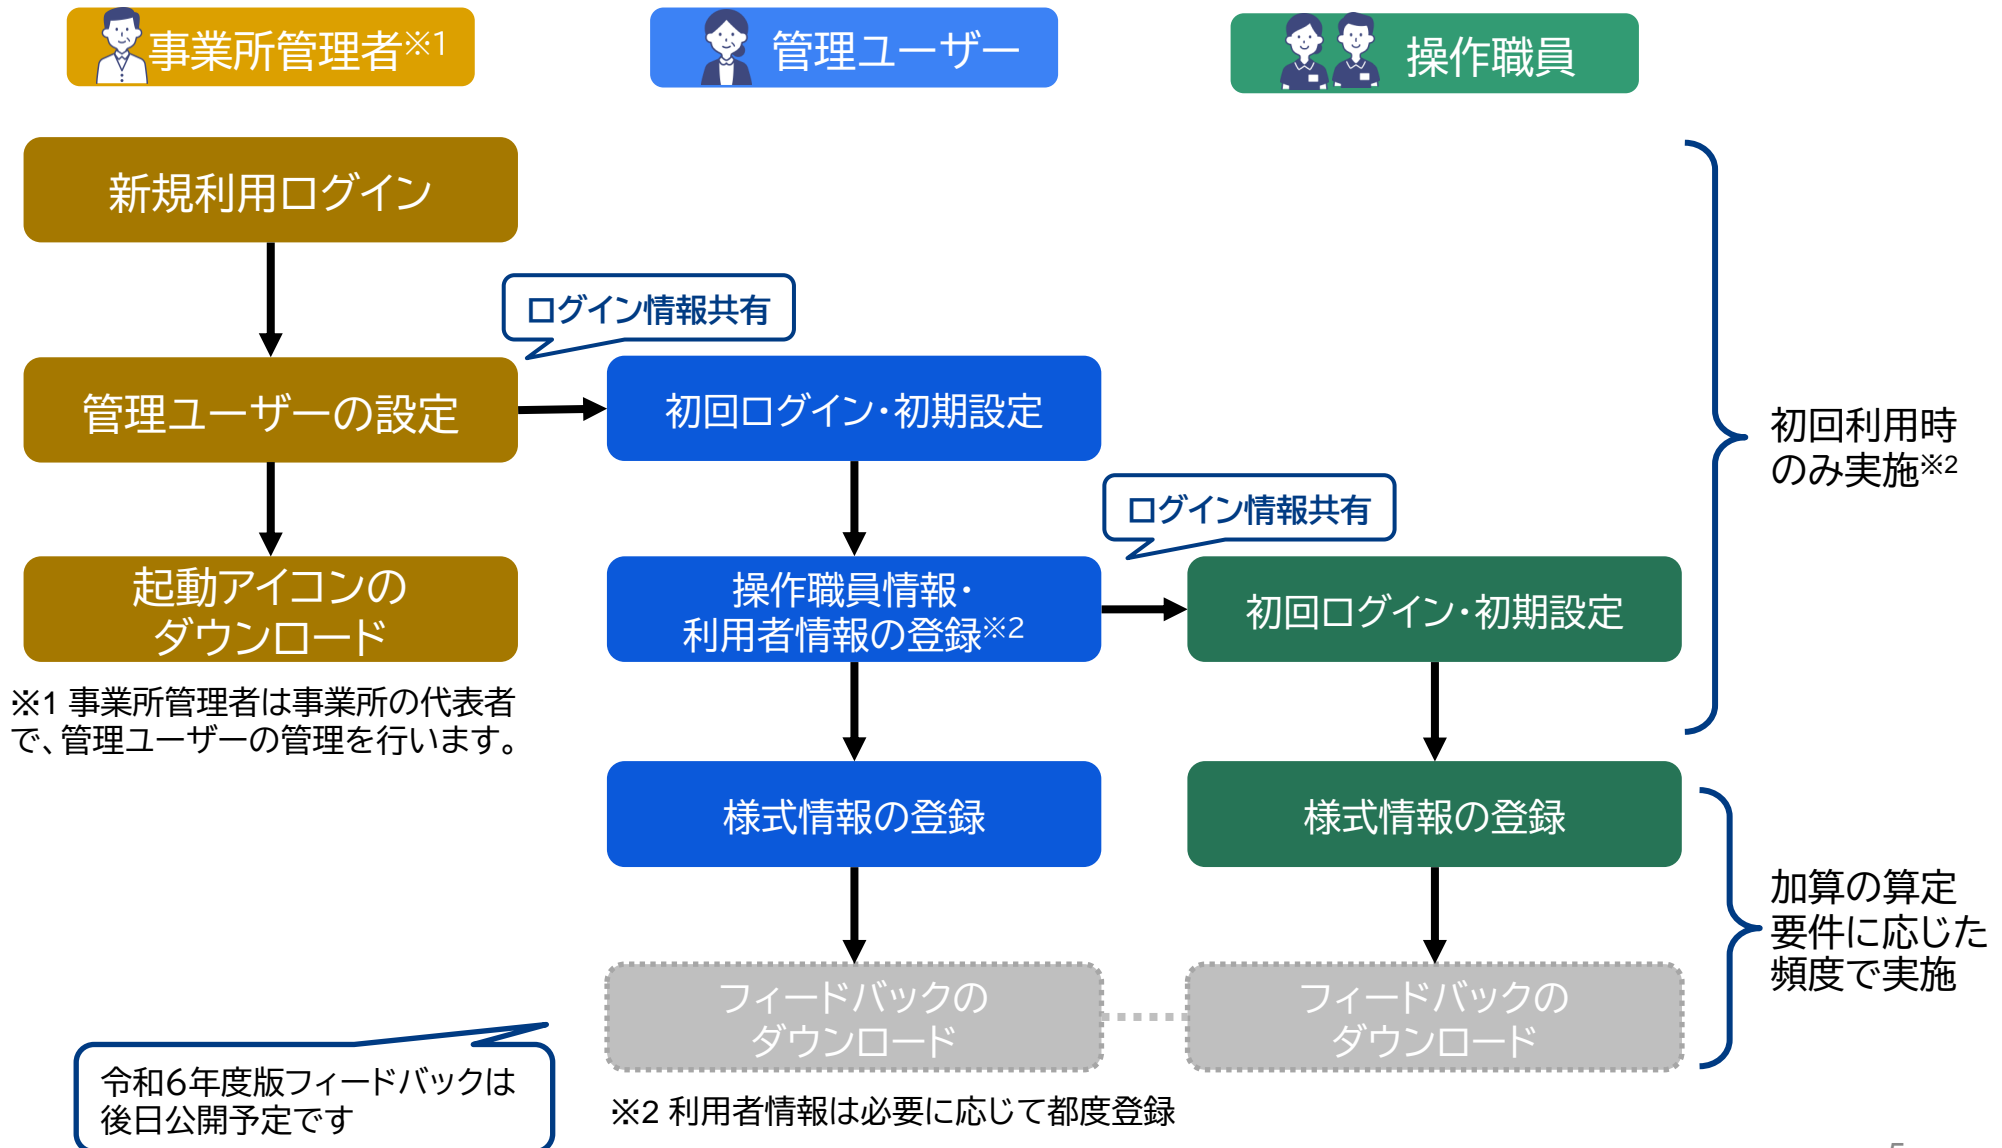 事業所管理者※1
管理ユーザー
操作職員
新規利用ログイン
ログイン情報共有
管理ユーザーの設定
初回ログイン・初期設定
初回利用時
のみ実施※2
ログイン情報共有
起動アイコンの
ダウンロード
操作職員情報・
利用者情報の登録※2
初回ログイン・初期設定
※1 事業所管理者は事業所の代表者
で、管理ユーザーの管理を行います。
様式情報の登録
様式情報の登録
加算の算定
要件に応じた
頻度で実施
フィードバックの
ダウンロード
フィードバックの
ダウンロード
令和6年度版フィードバックは
後日公開予定です
※2 利用者情報は必要に応じて都度登録